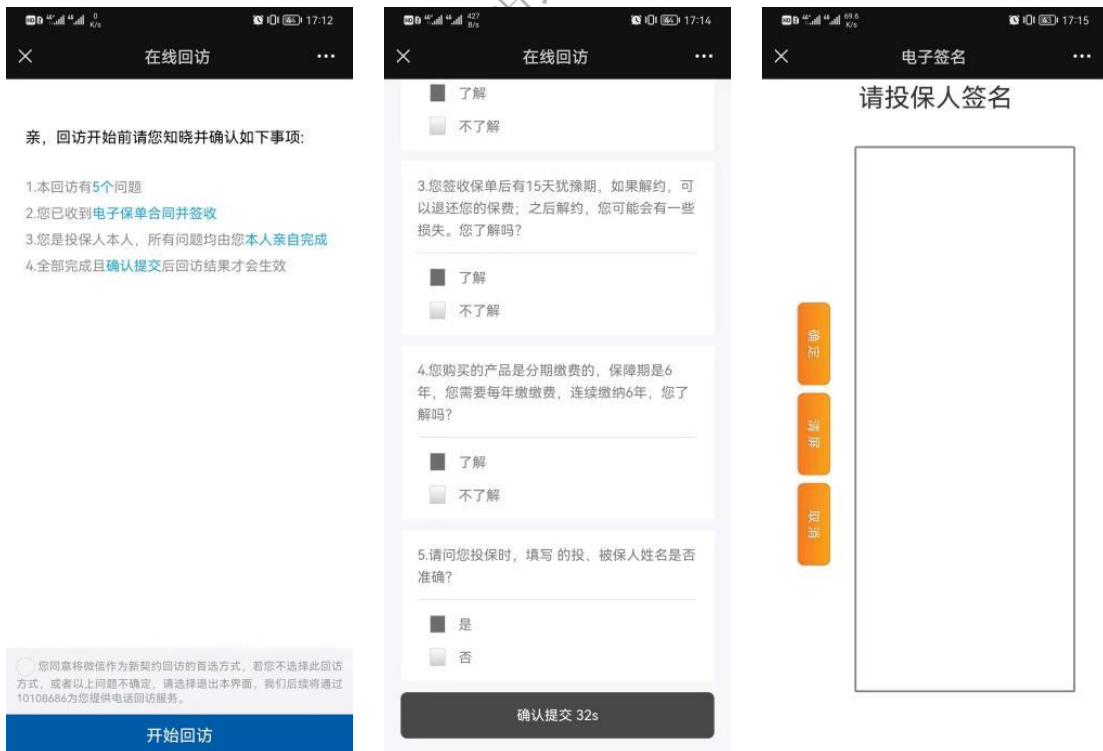 0
K/s
17:12
在线回访
亲，回访开始前请您知晓并确认如下事项:
1.本回访有5个问题
2.您已收到电子保单合同并签收
3.您是投保人本人，所有问题均由您本人亲自完成
4.全部完成且确认提交后回访结果才会生效
您同意将微信作为新契约回访的首选方式，若您不选择此回访
方式，或者以上问题不确定，请选择退出本界面，我们后续将通过
10108686为您提供电话回访服务。
开始回访
427
B/s
17:14
在线回访
了解
不了解
3.您签收保单后有15天犹豫期，如果解约，可
以退还您的保费；之后解约，您可能会有一些
损失。您了解吗?
了解
不了解
4.您购买的产品是分期缴费的，保障期是6
年，您需要每年缴缴费，连续缴纳6年，您了
解吗?
了解
不了解
5.请问您投保时，填写 的投、被保人姓名是否
准确?
是
否
确认提交 32s
69.6
K/s
17:15
电子签名
请投保人签名
确定
清屏
取消